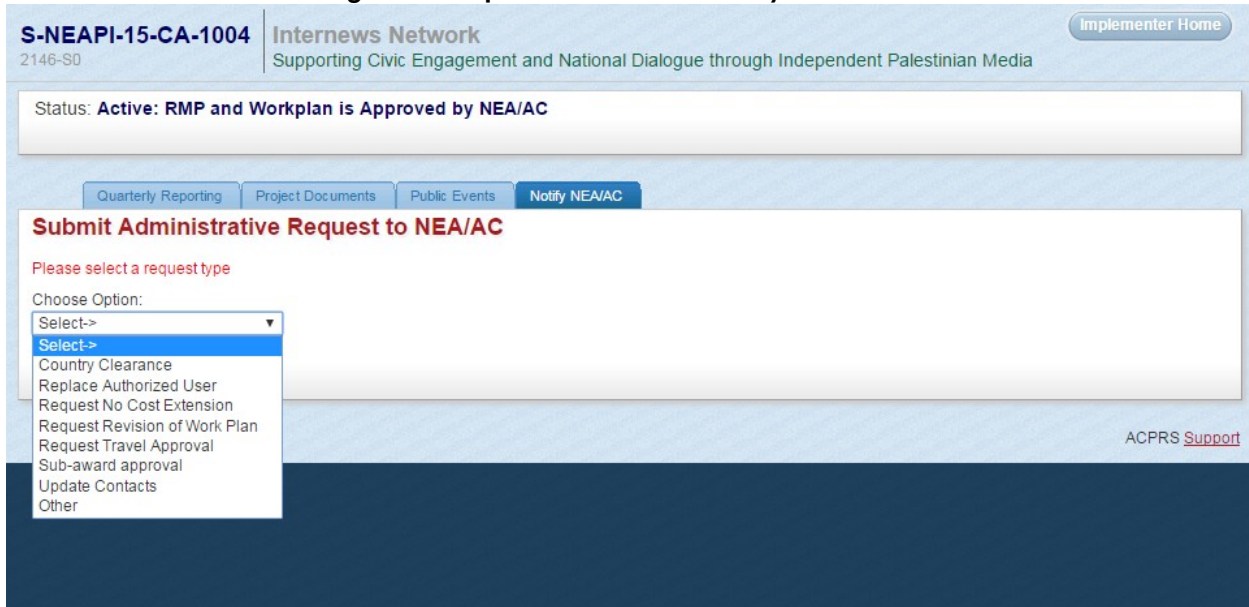 S-NEAPI-15-CA-1004
2146-S0
Internews Network
Supporting Civic Engagement and National Dialogue through Independent Palestinian Media
Implementer Home
Status: Active: RMP and Workplan is Approved by NEA/AC
Quarterly Reporting
Project Documents
Public Events
Notify NEA/AC
Submit Administrative Request to NEA/AC
Please select a request type
Choose Option:
Select->
Select->
Country Clearance
Replace Authorized User
Request No Cost Extension
Request Revision of Work Plan
Request Travel Approval
Sub-award approval
Update Contacts
Other
ACPRS Support